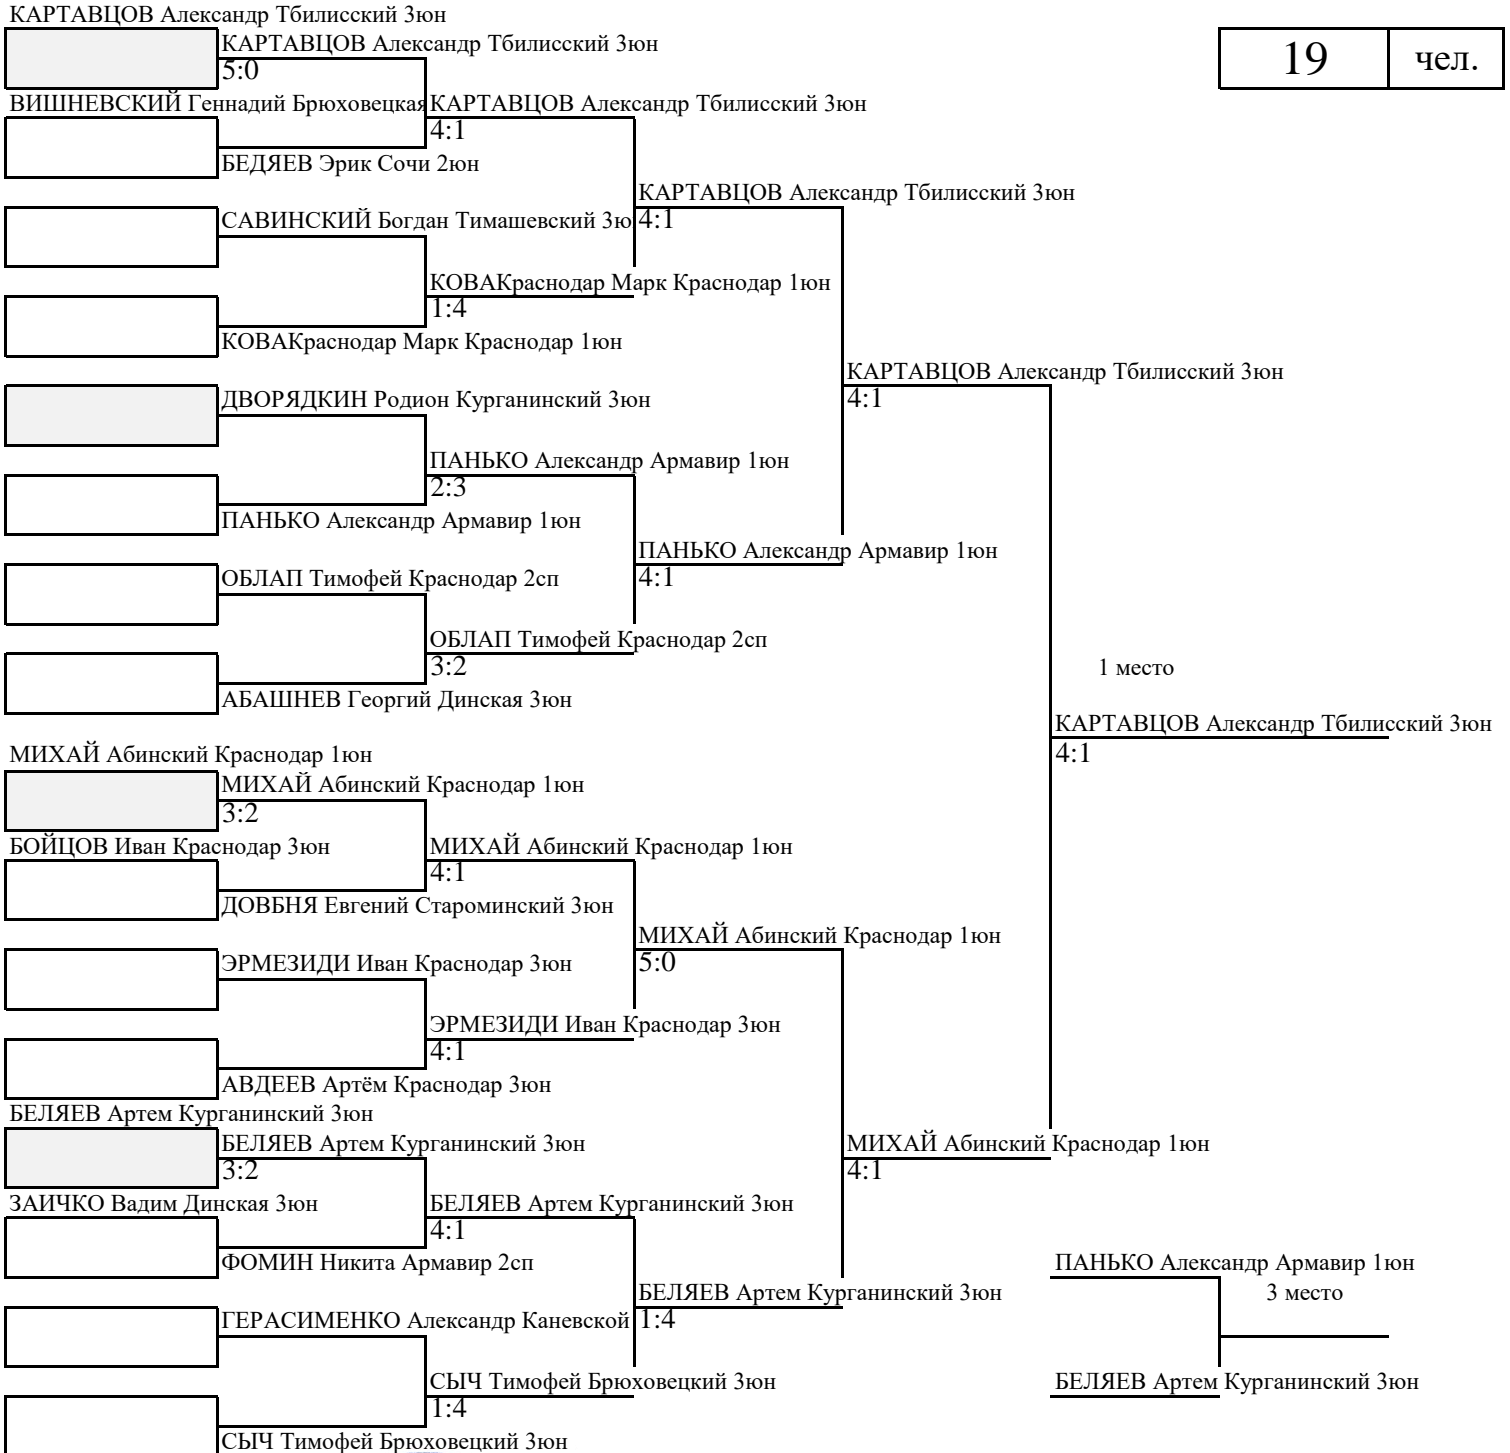 КАРТАВЦОВ Александр Тбилисский 3юн
КАРТАВЦОВ Александр Тбилисский 3юн
19 чел.
5:0
ВИШНЕВСКИЙ Геннадий Брюховецкая
КАРТАВЦОВ Александр Тбилисский 3юн
4:1
БЕДЯЕВ Эрик Сочи 2юн
КАРТАВЦОВ Александр Тбилисский 3юн
САВИНСКИЙ Богдан Тимашевский 3ю
4:1
КОВАКраснодар Марк Краснодар 1юн
1:4
КОВАКраснодар Марк Краснодар 1юн
КАРТАВЦОВ Александр Тбилисский 3юн
ДВОРЯДКИН Родион Курганинский 3юн
4:1
ПАНЬКО Александр Армавир 1юн
2:3
ПАНЬКО Александр Армавир 1юн
ПАНЬКО Александр Армавир 1юн
ОБЛАП Тимофей Краснодар 2сп
4:1
ОБЛАП Тимофей Краснодар 2сп
3:2
1 место
АБАШНЕВ Георгий Динская 3юн
КАРТАВЦОВ Александр Тбилисский 3юн
4:1
МИХАЙ Абинский Краснодар 1юн
МИХАЙ Абинский Краснодар 1юн
3:2
БОЙЦОВ Иван Краснодар 3юн
МИХАЙ Абинский Краснодар 1юн
4:1
ДОВБНЯ Евгений Староминский 3юн
МИХАЙ Абинский Краснодар 1юн
ЭРМЕЗИДИ Иван Краснодар 3юн
5:0
ЭРМЕЗИДИ Иван Краснодар 3юн
4:1
АВДЕЕВ Артём Краснодар 3юн
БЕЛЯЕВ Артем Курганинский 3юн
БЕЛЯЕВ Артем Курганинский 3юн
МИХАЙ Абинский Краснодар 1юн
3:2
4:1
ЗАИЧКО Вадим Динская 3юн
БЕЛЯЕВ Артем Курганинский 3юн
4:1
ФОМИН Никита Армавир 2сп
ПАНЬКО Александр Армавир 1юн
БЕЛЯЕВ Артем Курганинский 3юн
3 место
ГЕРАСИМЕНКО Александр Каневской
1:4
СЫЧ Тимофей Брюховецкий 3юн
БЕЛЯЕВ Артем Курганинский 3юн
1:4
СЫЧ Тимофей Брюховецкий 3юн